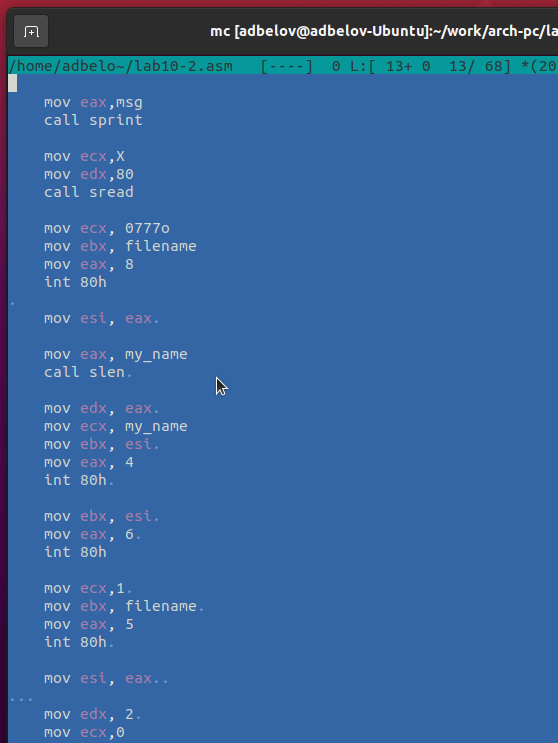 mc [adbelov@adbelov-Ubuntu]:~/work/arch-pc/la
/home/adbelo~/lab10-2.asm [----] 0 L:[ 13+ 0 13/ 68] *(20
mov eax,msg
call sprint
mov ecx,X
mov edx,80
call sread
mov ecx, 0777o
mov ebx, filename
mov eax, 8
int 80h
.
mov esi, eax.
mov eax, my_name
call slen.
mov edx, eax.
mov ecx, my_name
mov ebx, esi.
mov eax, 4
int 80h.
mov ebx, esi.
mov eax, 6.
int 80h
mov ecx,1.
mov ebx, filename.
mov eax, 5
int 80h.
mov esi, eax..
...
mov edx, 2.
mov ecx,0